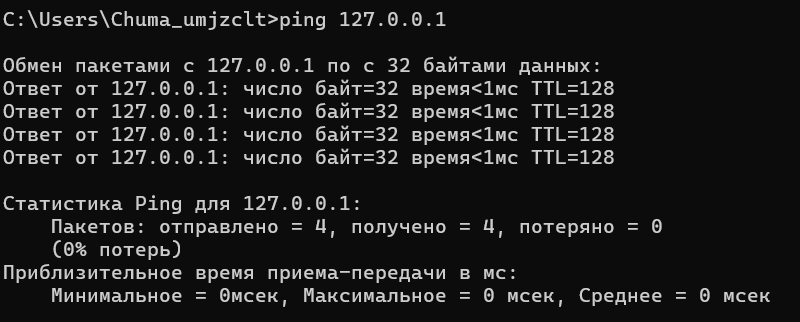 C:\Users\Chuma_umjzclt>ping 127.0.0.1
Обмен пакетами с 127.0.0.1 по с 32 байтами данных:
Ответ от 127.0.0.1: число байт=32 время<1мс TTL=128
Ответ от 127.0.0.1: число байт=32 время<1мс TTL=128
Ответ от 127.0.0.1: число байт=32 время<1мс TTL=128
Ответ от 127.0.0.1: число байт=32 время<1мс TTL=128
Статистика Ping для 127.0.0.1:
Пакетов: отправлено = 4, получено = 4, потеряно = 0
(0% потерь)
Приблизительное время приема-передачи в мс:
Минимальное = 0мсек, Максимальное = 0 мсек, Среднее = 0 мсек